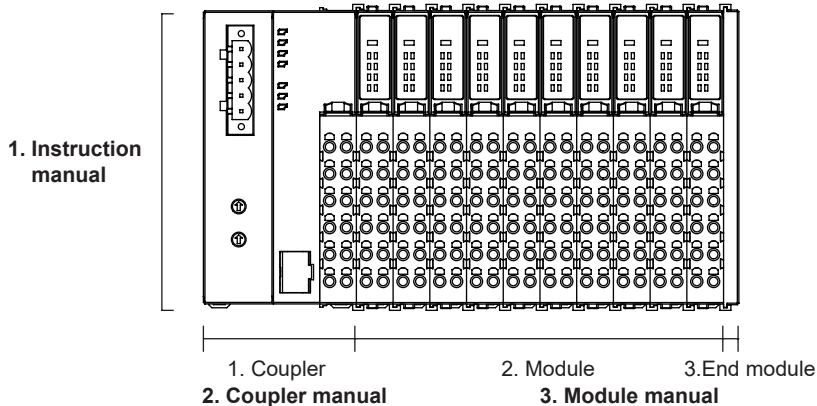 1. Instruction
manual
1. Coupler
2. Module
3.End module
2. Coupler manual
3. Module manual